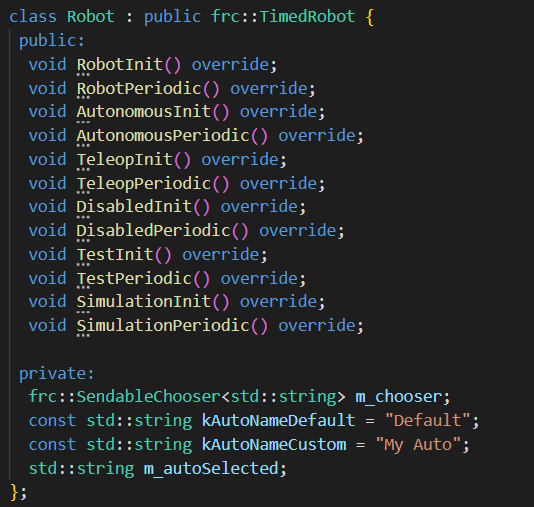 class Robot : public frc::TimedRobot {
 public:
  void RobotInit() override;
  void RobotPeriodic() override;
  void AutonomousInit() override;
  void AutonomousPeriodic() override;
  void TeleopInit() override;
  void TeleopPeriodic() override;
  void DisabledInit() override;
  void DisabledPeriodic() override;
  void TestInit() override;
  void TestPeriodic() override;
  void SimulationInit() override;
  void SimulationPeriodic() override;

 private:
  frc::SendableChooser<std::string> m_chooser;
  const std::string kAutoNameDefault = "Default";
  const std::string kAutoNameCustom = "My Auto";
  std::string m_autoSelected;
};